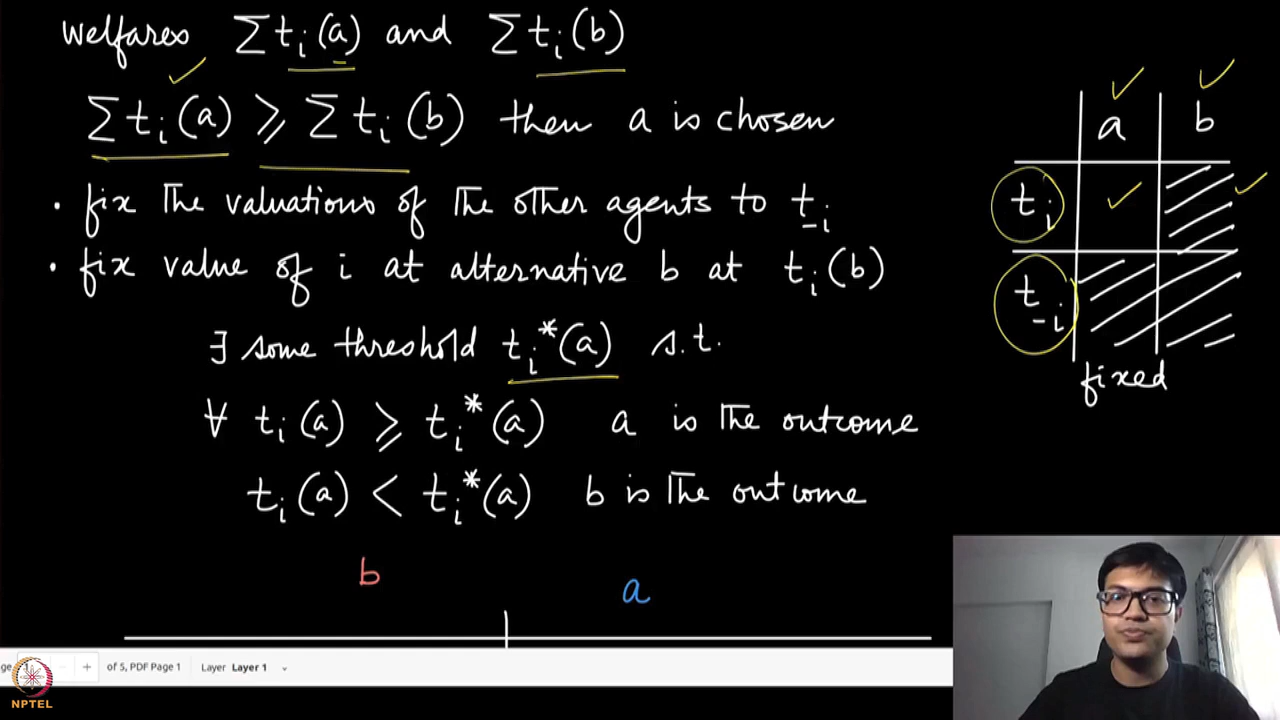 welfares Σ tᵢ(a) and Σ tᵢ(b)
Σ tᵢ(a) ⩾ Σ tᵢ(b) then a is chosen
• fix the valuations of the other agents to t₋ᵢ
• fix value of i at alternative b at tᵢ(b)
∃ some threshold tᵢ*(a) s.t.
∀ tᵢ(a) ⩾ tᵢ*(a) a is the outcome
tᵢ(a) < tᵢ*(a) b is the outcome
b a
a b
tᵢ
t₋ᵢ
fixed
ge 1 of 5, PDF Page 1 Layer Layer 1
NPTEL